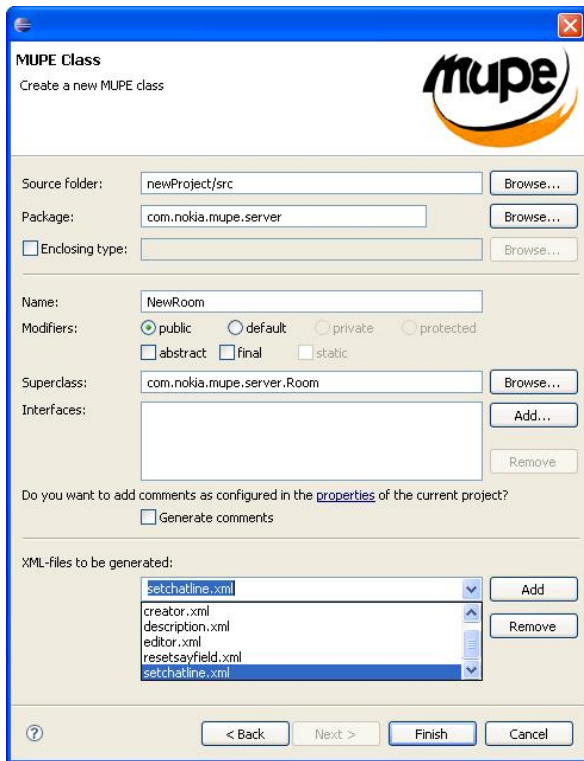 MUPE Class
Create a new MUPE class
mupe
Source folder: newProject/src Browse...
Package: com.nokia.mupe.server Browse...
Enclosing type: Browse...
Name: NewRoom
Modifiers: public default private protected
abstract final static
Superclass: com.nokia.mupe.server.Room Browse...
Interfaces: Add...
Remove
Do you want to add comments as configured in the properties of the current project?
Generate comments
XML-files to be generated:
setchatline.xml Add
creator.xml
description.xml Remove
editor.xml
resetsayfield.xml
setchatline.xml
? < Back Next > Finish Cancel